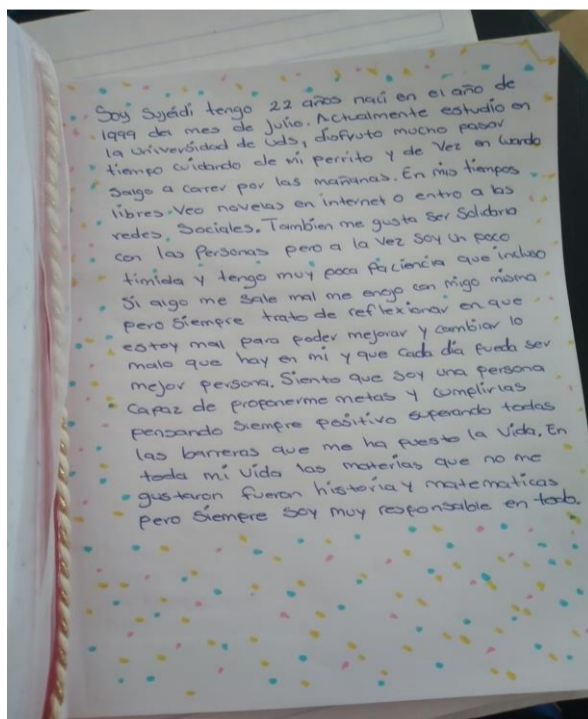 Soy Sujeidi tengo 22 años naci en el año de
1999 del mes de Julio. Actualmente estudio en
la universidad de uds, disfruto mucho pasar
tiempo cuidando de mi perrito y de Vez en cuando
Salgo a correr por las mañanas. En mis tiempos
libres. Veo novelas en internet o entro a las
redes Sociales. Tambien me gusta Ser Solidaria
con las Personas pero a la Vez Soy un poco
timida y tengo muy poca Paciencia que incluso
Si algo me Sale mal me enojo con migo misma
pero Siempre trato de reflexionar en que
estoy mal para poder mejorar y cambiar lo
malo que hay en mi y que cada día pueda ser
mejor persona. Siento que soy una persona
capaz de proponerme metas y cumplirlas
pensando Siempre positivo superando todas
las barreras que me ha puesto la Vida. En
toda mi vida las materias que no me
gustaron fueron historia y matematicas
pero Siempre Soy muy responsable en todo.